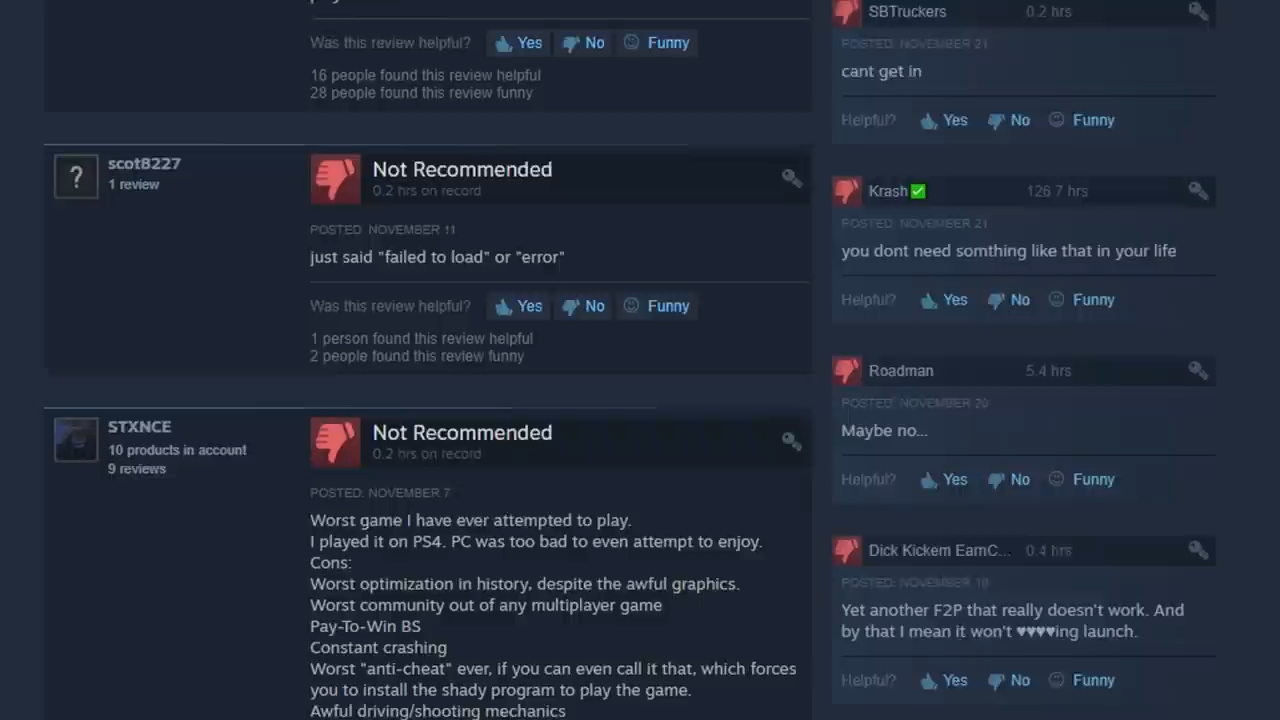 Was this review helpful? Yes No Funny
16 people found this review helpful
28 people found this review funny
scot8227
1 review
Not Recommended
0.2 hrs on record
POSTED: NOVEMBER 11
just said "failed to load" or "error"
Was this review helpful? Yes No Funny
1 person found this review helpful
2 people found this review funny
STXNCE
10 products in account
9 reviews
Not Recommended
0.2 hrs on record
POSTED: NOVEMBER 7
Worst game I have ever attempted to play.
I played it on PS4. PC was too bad to even attempt to enjoy.
Cons:
Worst optimization in history, despite the awful graphics.
Worst community out of any multiplayer game
Pay-To-Win BS
Constant crashing
Worst "anti-cheat" ever, if you can even call it that, which forces
you to install the shady program to play the game.
Awful driving/shooting mechanics
SBTruckers 0.2 hrs
POSTED: NOVEMBER 21
cant get in
Helpful? Yes No Funny
Krash✅ 126.7 hrs
POSTED: NOVEMBER 21
you dont need somthing like that in your life
Helpful? Yes No Funny
Roadman 5.4 hrs
POSTED: NOVEMBER 20
Maybe no...
Helpful? Yes No Funny
Dick Kickem EarnC... 0.4 hrs
POSTED: NOVEMBER 19
Yet another F2P that really doesn't work. And
by that I mean it won't ♥♥♥♥ing launch.
Helpful? Yes No Funny